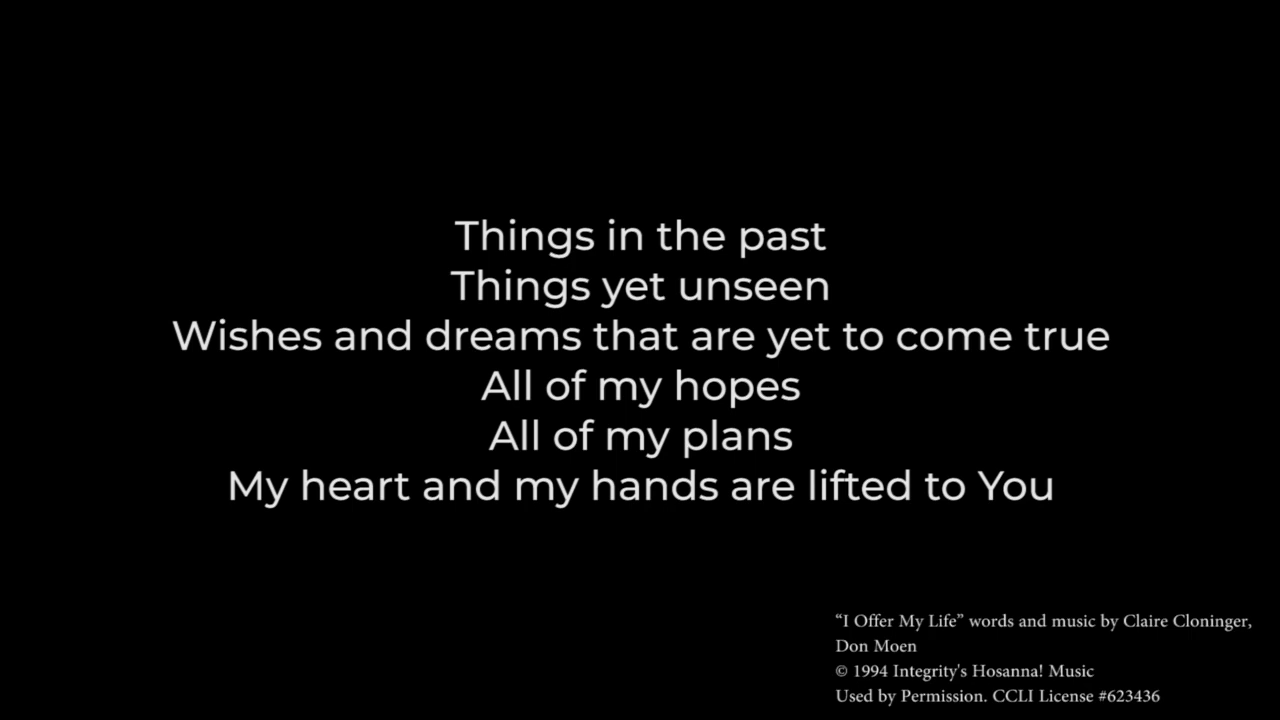 Things in the past
Things yet unseen
Wishes and dreams that are yet to come true
All of my hopes
All of my plans
My heart and my hands are lifted to You
“I Offer My Life” words and music by Claire Cloninger,
Don Moen
© 1994 Integrity's Hosanna! Music
Used by Permission. CCLI License #623436